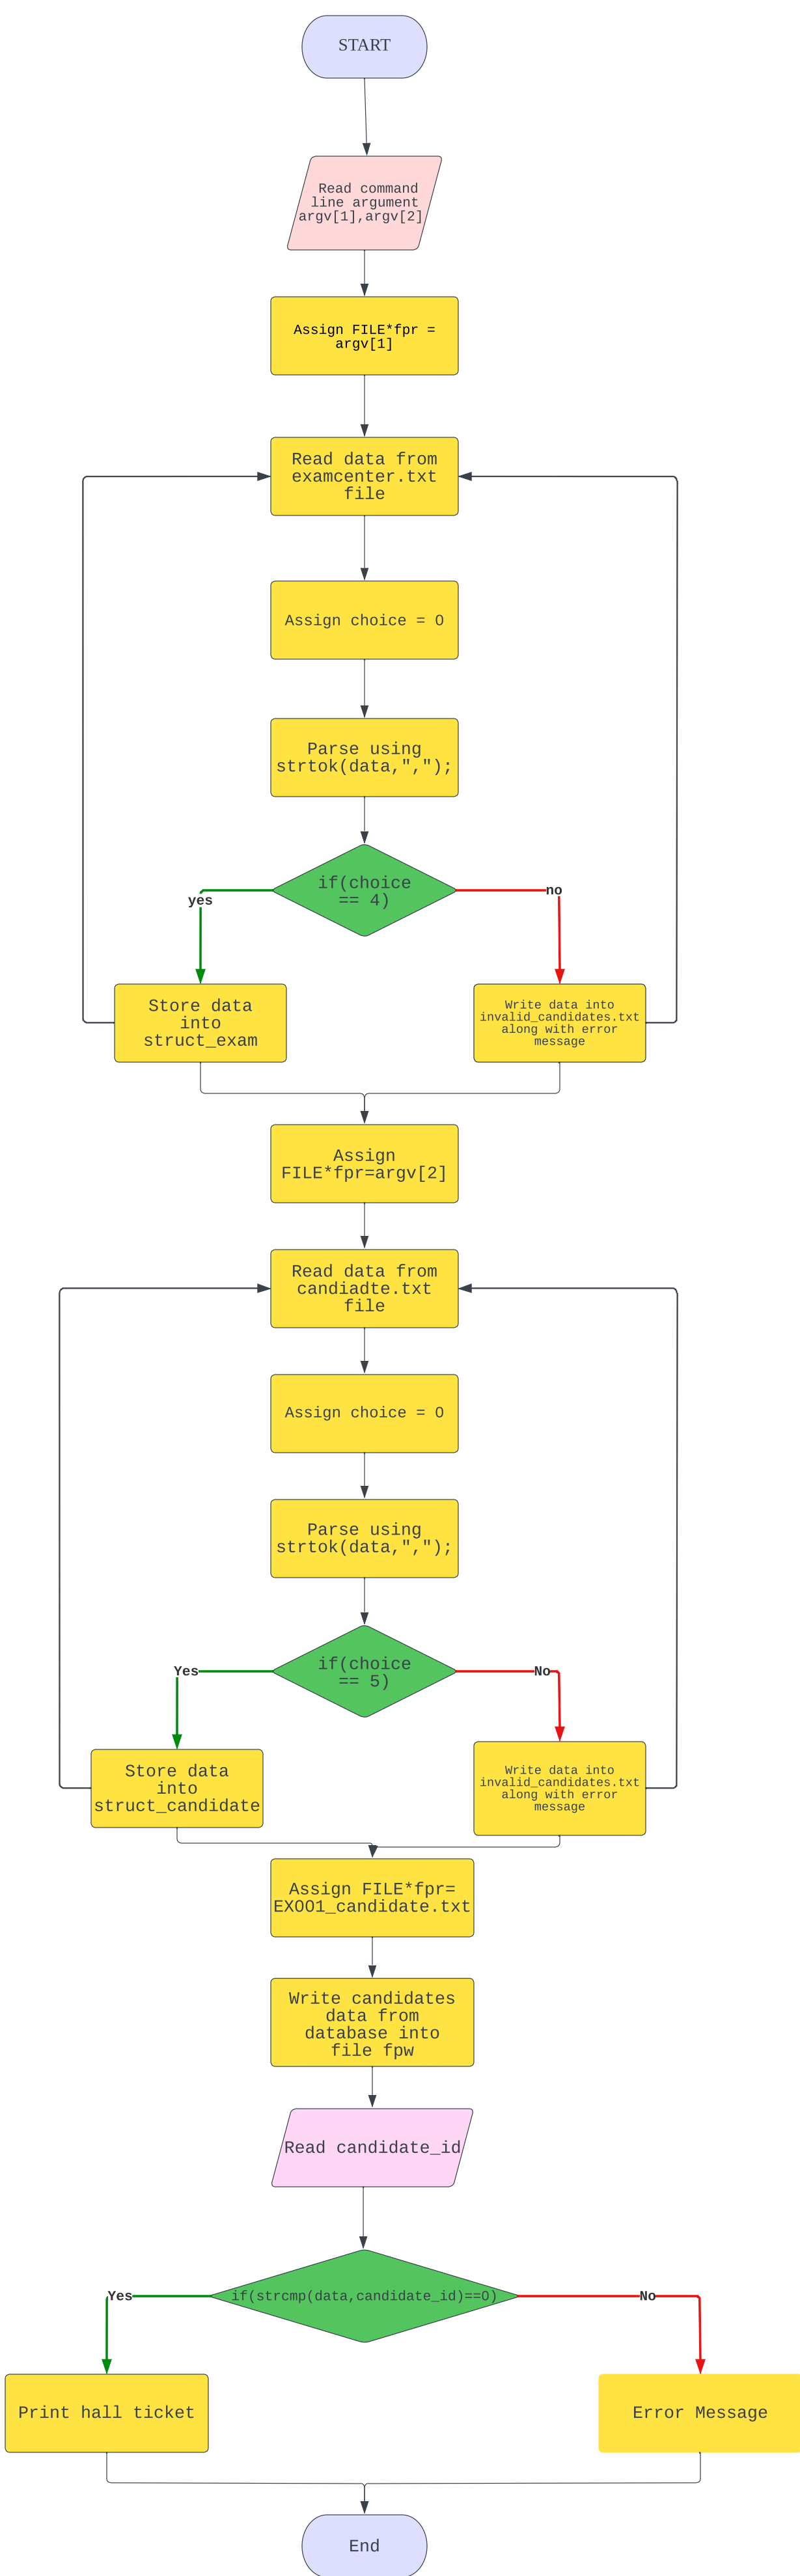 START
Read command
line argument
argv[1],argv[2]
Assign FILE*fpr =
argv[1]
Read data from
examcenter.txt
file
Assign choice = O
Parse using
strtok(data,",");
if(choice
== 4)
yes
no
Store data
into
struct_exam
Write data into
invalid_candidates.txt
along with error
message
Assign
FILE*fpr=argv[2]
Read data from
candiadte.txt
file
Assign choice = O
Parse using
strtok(data,",");
if(choice
== 5)
Yes
No
Store data
into
struct_candidate
Write data into
invalid_candidates.txt
along with error
message
Assign FILE*fpr=
EXOO1_candidate.txt
Write candidates
data from
database into
file fpw
Read candidate_id
if(strcmp(data,candidate_id)==O)
Yes
No
Print hall ticket
Error Message
End